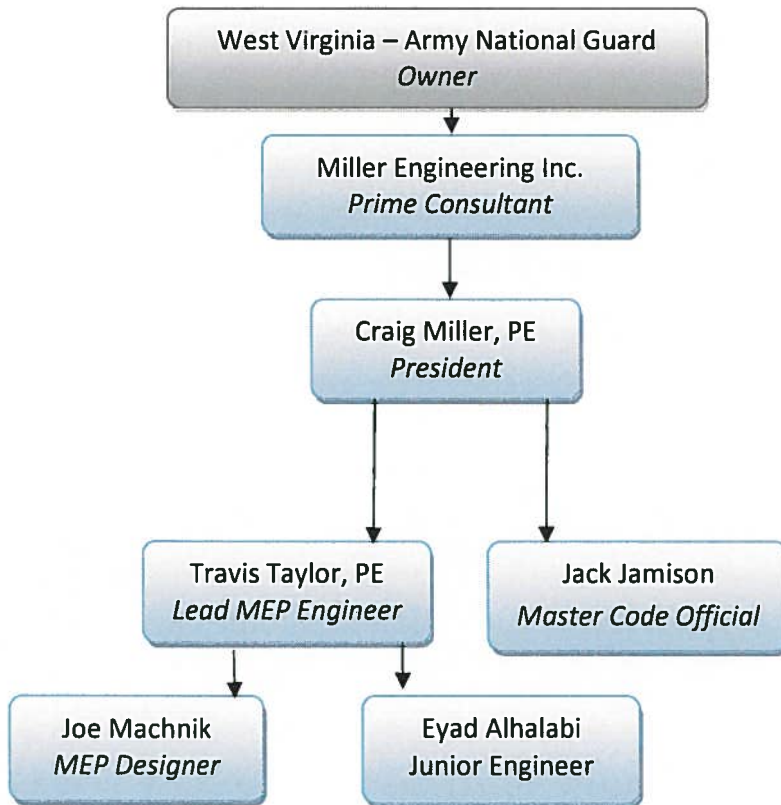 West Virginia – Army National Guard
Owner
Miller Engineering Inc.
Prime Consultant
Craig Miller, PE
President
Travis Taylor, PE
Lead MEP Engineer
Jack Jamison
Master Code Official
Joe Machnik
MEP Designer
Eyad Alhalabi
Junior Engineer